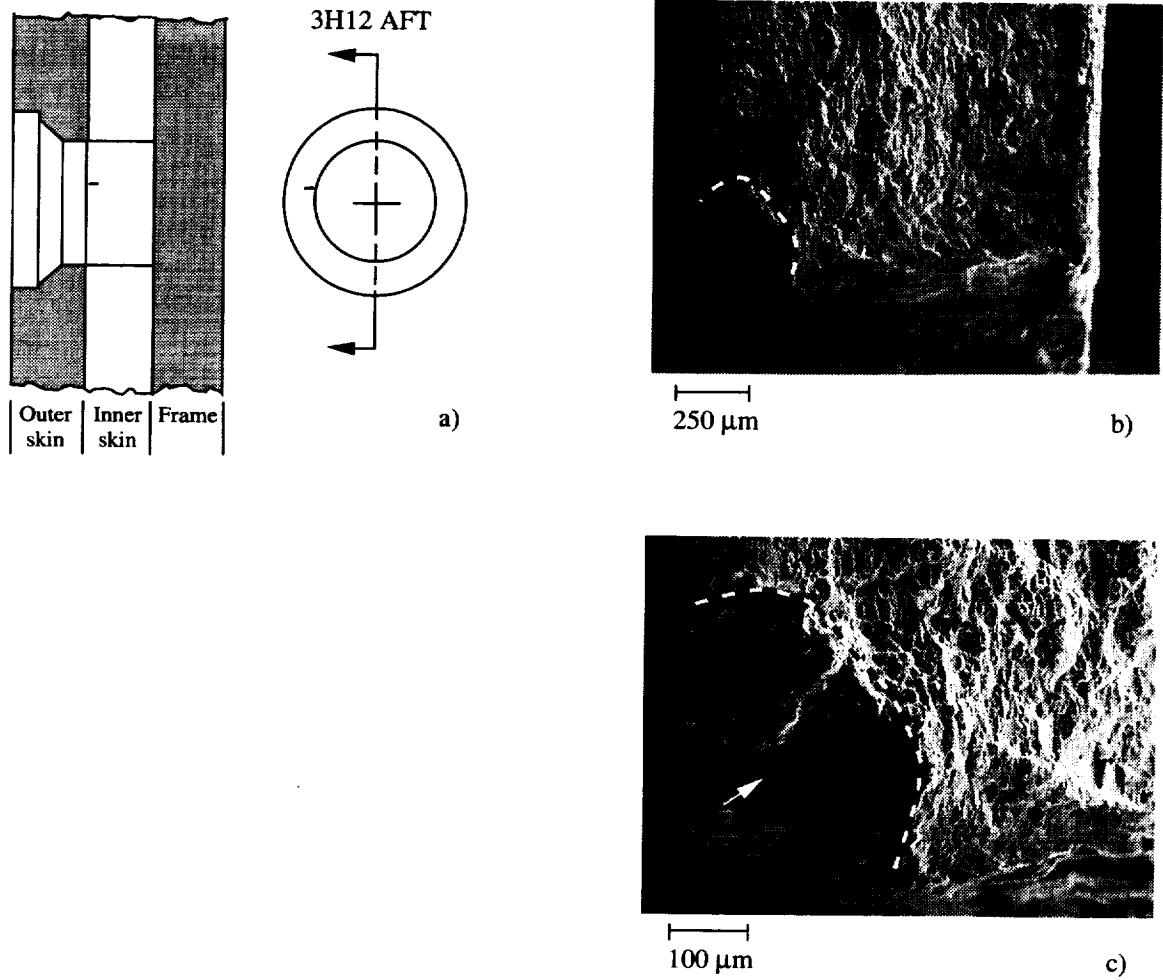 3H12 AFT
Outer skin
Inner skin
Frame
a)
250 μm
b)
100 μm
c)